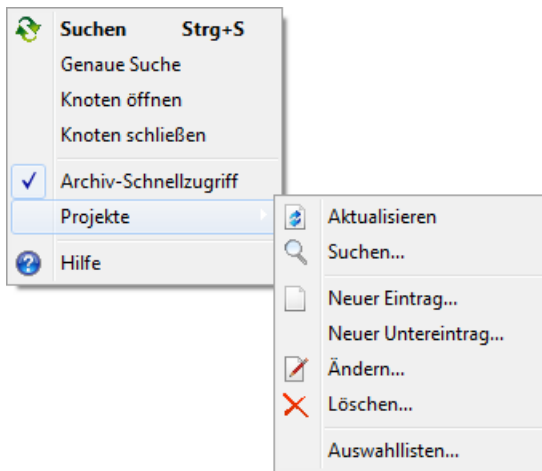 Suchen Strg+S
Genaue Suche
Knoten öffnen
Knoten schließen
Archiv-Schnellzugriff
Projekte
Hilfe
Aktualisieren
Suchen...
Neuer Eintrag...
Neuer Untereintrag...
Ändern...
Löschen...
Auswahllisten...